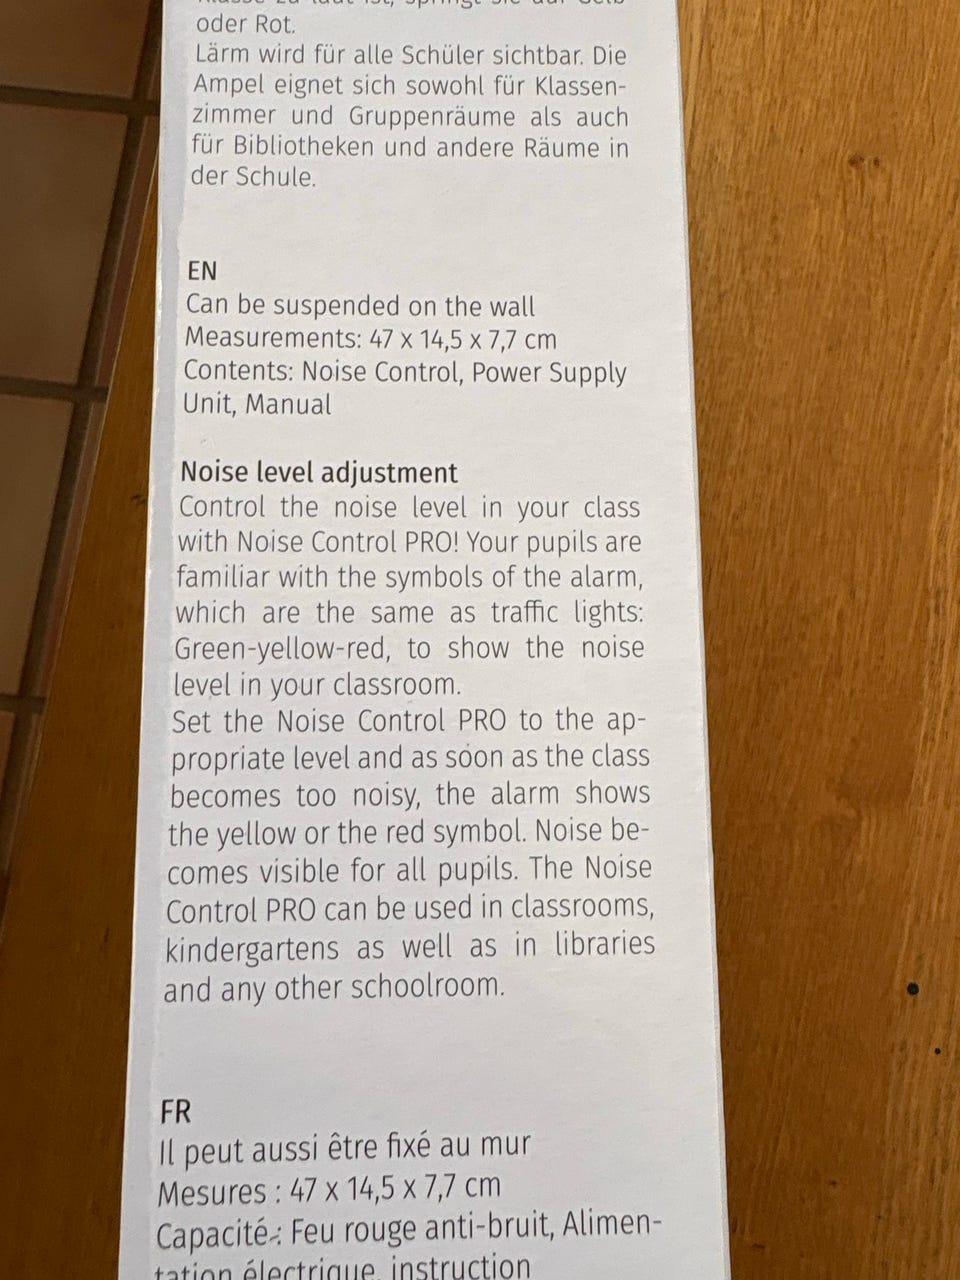 oder Rot.
Lärm wird für alle Schüler sichtbar. Die
Ampel eignet sich sowohl für Klassen-
zimmer und Gruppenräume als auch
für Bibliotheken und andere Räume in
der Schule.
EN
Can be suspended on the wall
Measurements: 47 x 14,5 x 7,7 cm
Contents: Noise Control, Power Supply
Unit, Manual
Noise level adjustment
Control the noise level in your class
with Noise Control PRO! Your pupils are
familiar with the symbols of the alarm,
which are the same as traffic lights:
Green-yellow-red, to show the noise
level in your classroom.
Set the Noise Control PRO to the ap-
propriate level and as soon as the class
becomes too noisy, the alarm shows
the yellow or the red symbol. Noise be-
comes visible for all pupils. The Noise
Control PRO can be used in classrooms,
kindergartens as well as in libraries
and any other schoolroom.
FR
Il peut aussi être fixé au mur
Mesures : 47 x 14,5 x 7,7 cm
Capacité : Feu rouge anti-bruit, Alimen-
tation électrique, instruction